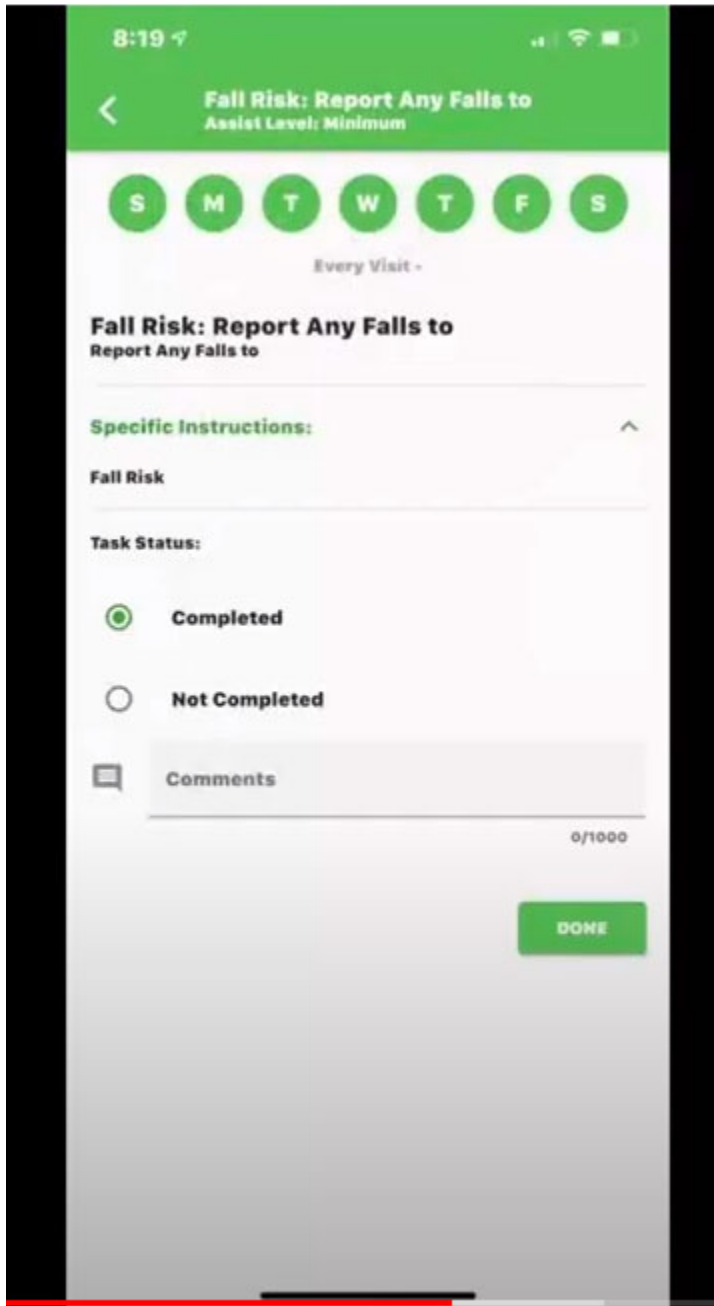 8:19
Fall Risk: Report Any Falls to
Assist Level: Minimum
S M T W T F S
Every Visit -
Fall Risk: Report Any Falls to
Report Any Falls to
Specific Instructions:
Fall Risk
Task Status:
Completed
Not Completed
Comments
0/1000
DONE